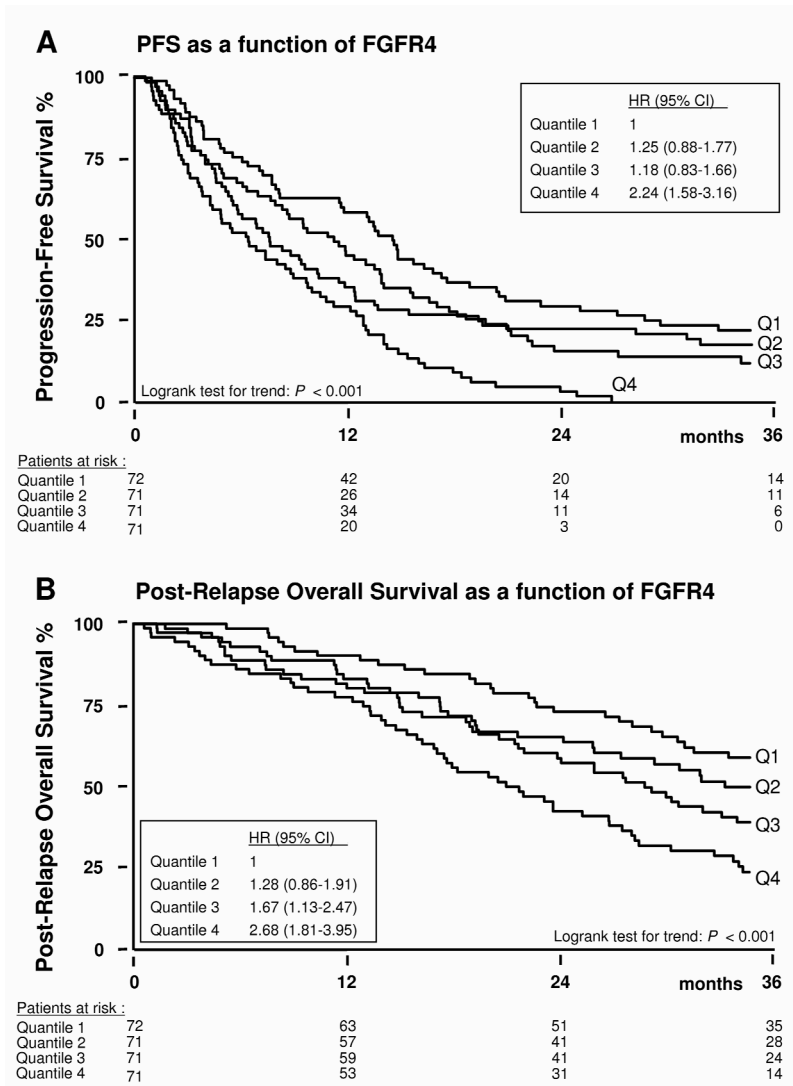 A PFS as a function of FGFR4
Progression-Free Survival %
100
75
50
25
0
HR (95% CI)
Quantile 1 1
Quantile 2 1.25 (0.88-1.77)
Quantile 3 1.18 (0.83-1.66)
Quantile 4 2.24 (1.58-3.16)
Q1
Q2
Q3
Q4
Logrank test for trend: P < 0.001
0 12 24 months 36
Patients at risk :
Quantile 1 72 42 20 14
Quantile 2 71 26 14 11
Quantile 3 71 34 11 6
Quantile 4 71 20 3 0
B Post-Relapse Overall Survival as a function of FGFR4
Post-Relapse Overall Survival %
100
75
50
25
0
Q1
Q2
Q3
Q4
HR (95% CI)
Quantile 1 1
Quantile 2 1.28 (0.86-1.91)
Quantile 3 1.67 (1.13-2.47)
Quantile 4 2.68 (1.81-3.95)
Logrank test for trend: P < 0.001
0 12 24 months 36
Patients at risk :
Quantile 1 72 63 51 35
Quantile 2 71 57 41 28
Quantile 3 71 59 41 24
Quantile 4 71 53 31 14